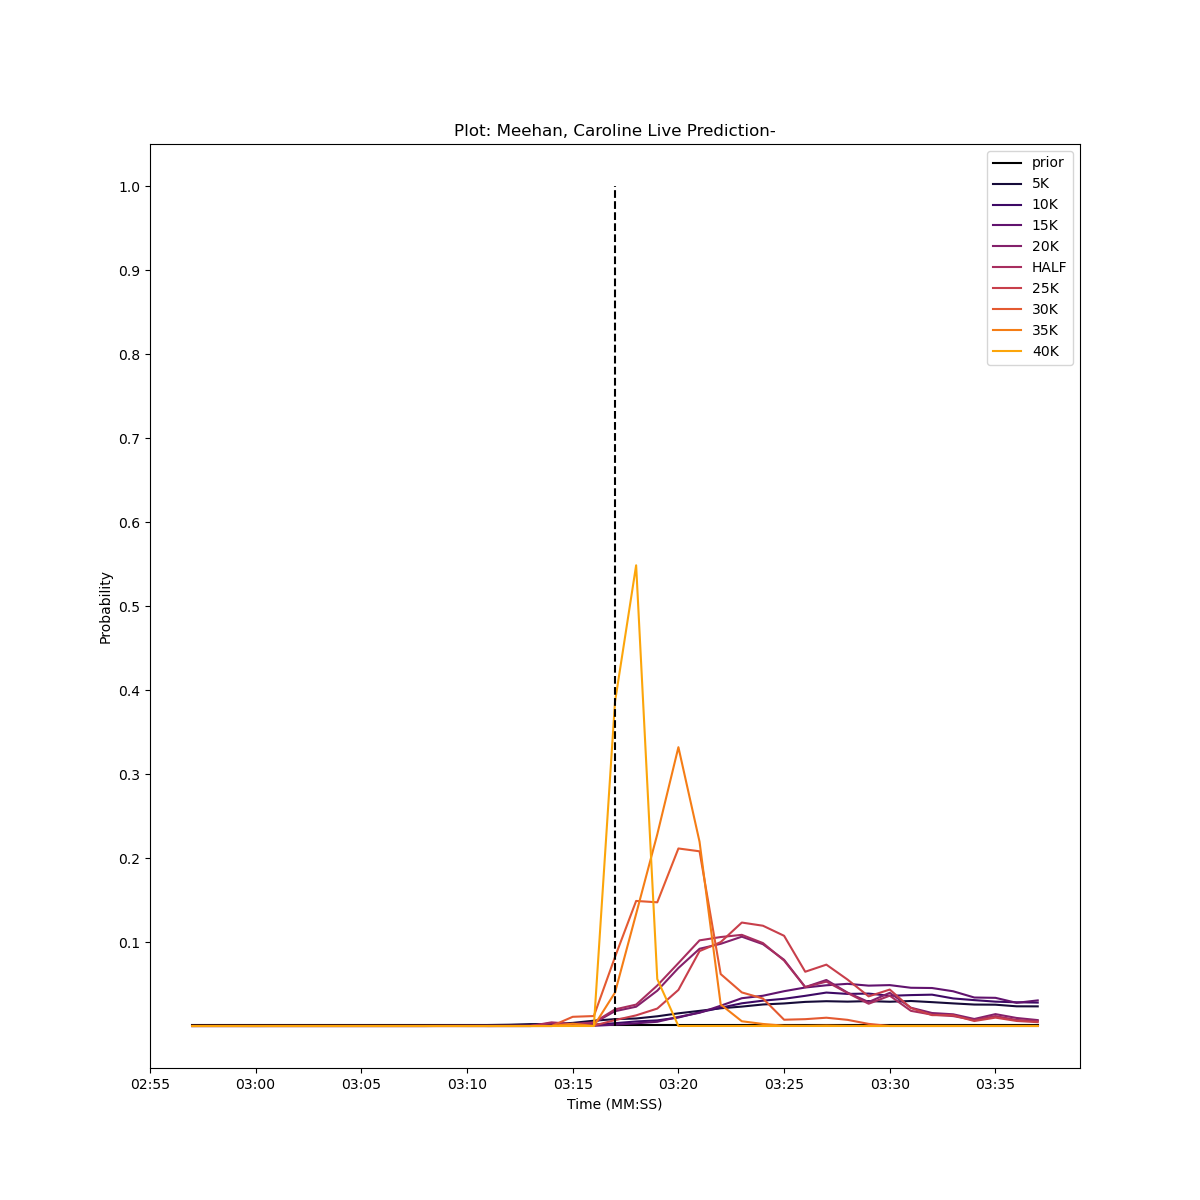 Plot: Meehan, Caroline Live Prediction-
prior
5K
10K
15K
20K
HALF
25K
30K
35K
40K
1.0
0.9
0.8
0.7
0.6
0.5
0.4
0.3
0.2
0.1
Probability
02:55 03:00 03:05 03:10 03:15 03:20 03:25 03:30 03:35
Time (MM:SS)